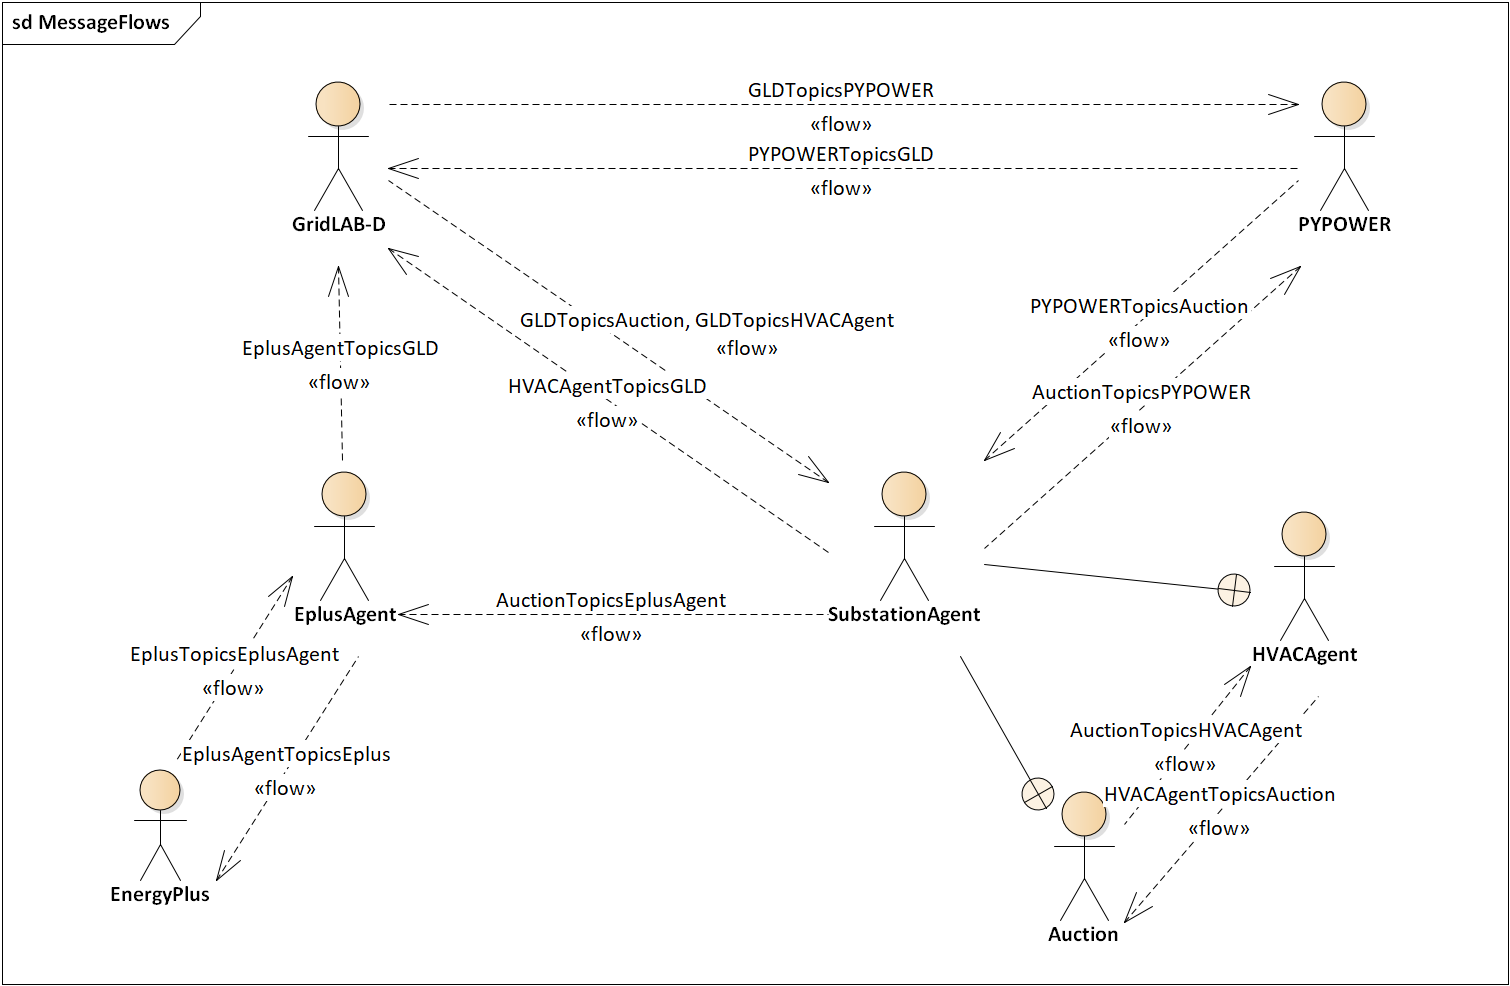 sd MessageFlows
GLDTopicsPYPOWER
«flow»
PYPOWERTopicsGLD
«flow»
GridLAB-D
PYPOWER
GLDTopicsAuction, GLDTopicsHVACAgent
«flow»
PYPOWERTopicsAuction
«flow»
EplusAgentTopicsGLD
«flow»
HVACAgentTopicsGLD
«flow»
AuctionTopicsPYPOWER
«flow»
AuctionTopicsEplusAgent
«flow»
EplusAgent
SubstationAgent
HVACAgent
EplusTopicsEplusAgent
«flow»
EplusAgentTopicsEplus
«flow»
AuctionTopicsHVACAgent
«flow»
HVACAgentTopicsAuction
«flow»
EnergyPlus
Auction